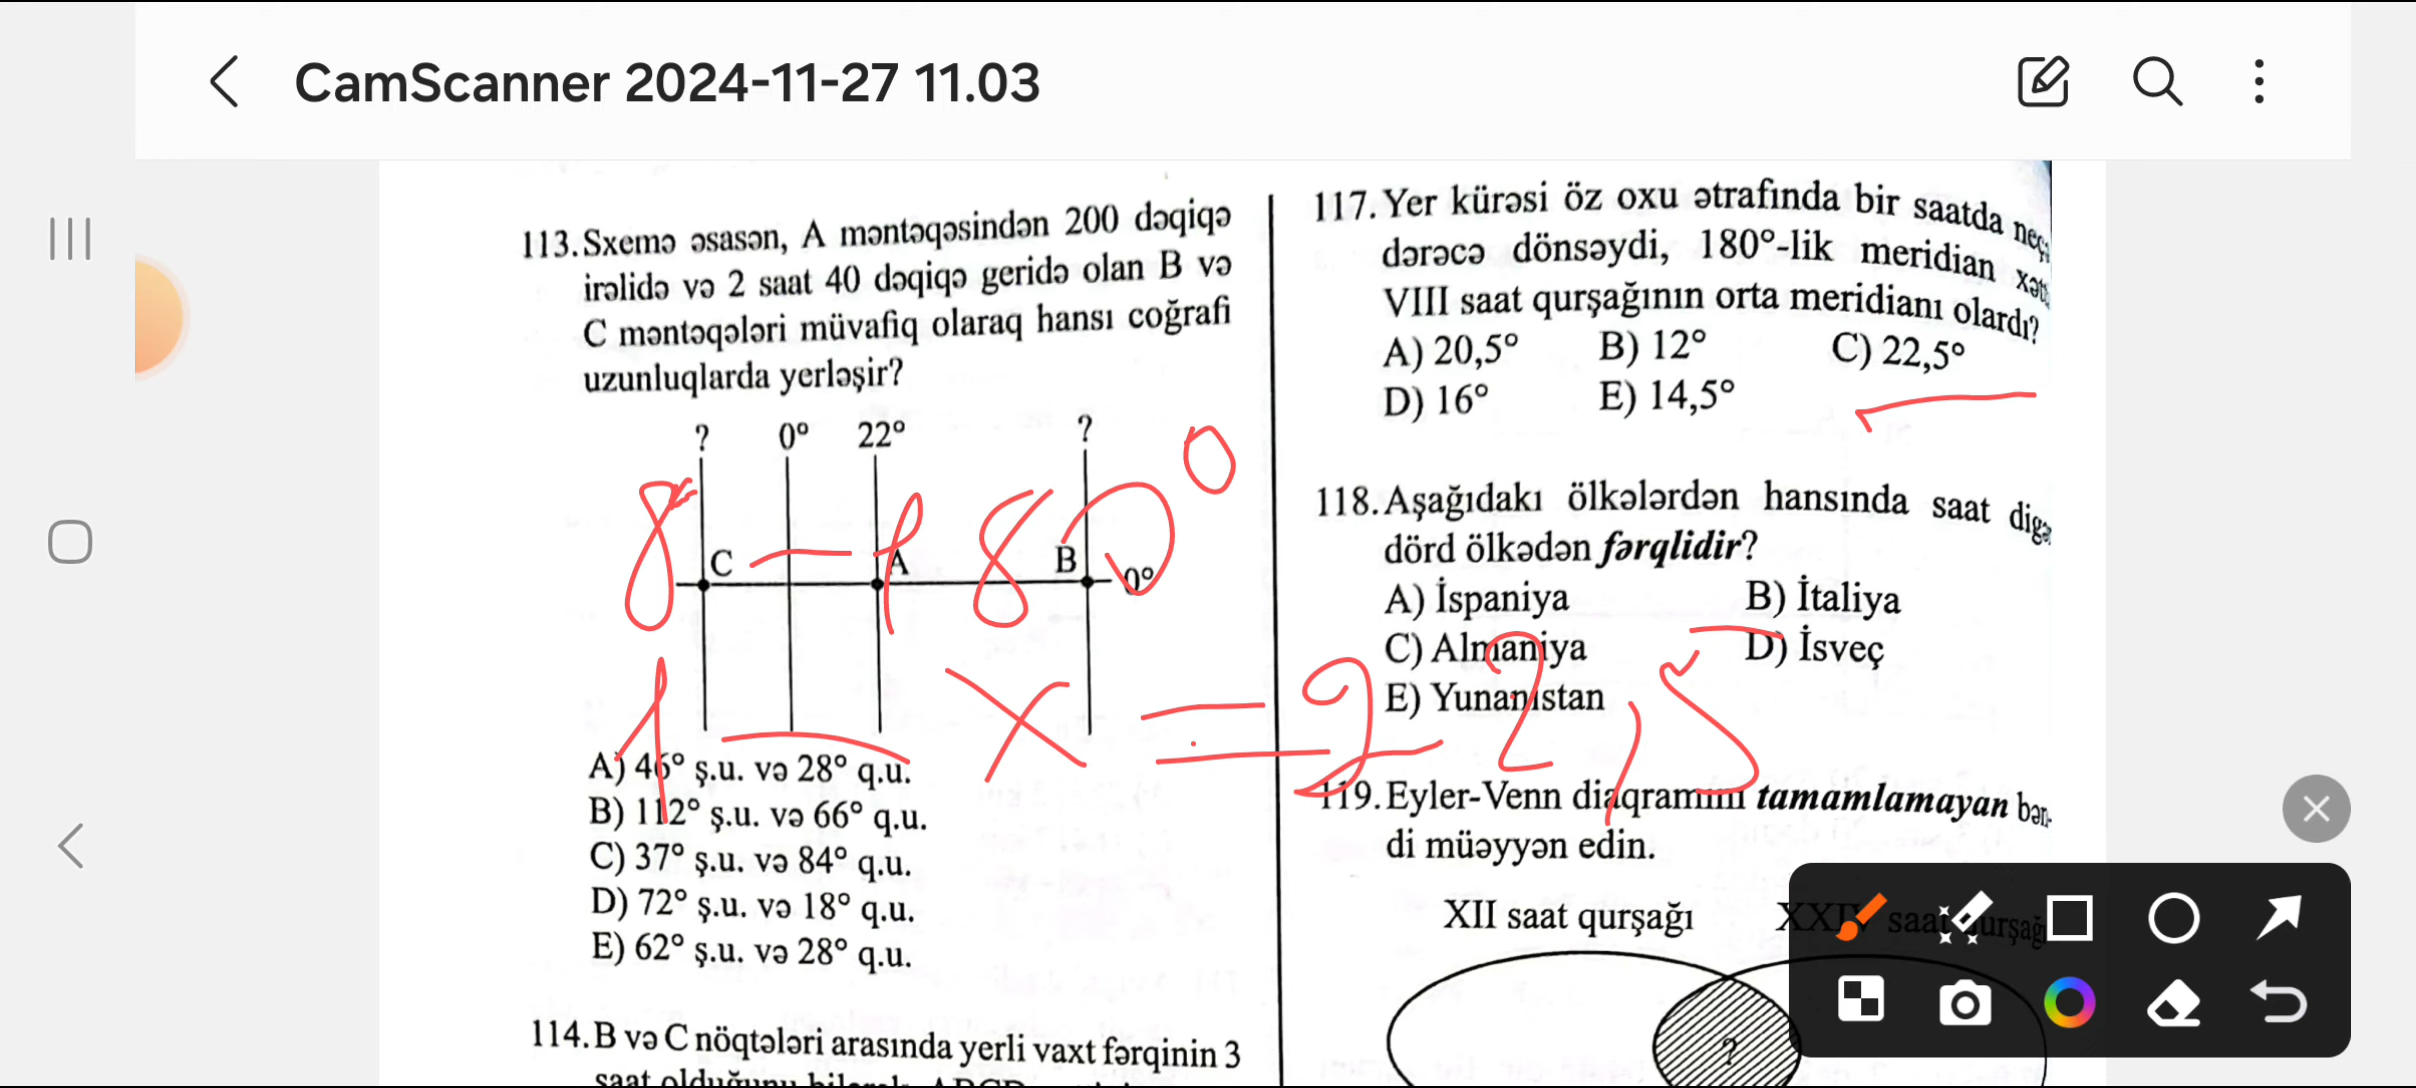 CamScanner 2024-11-27 11.03
113. Sxemə əsasən, A məntəqəsindən 200 dəqiqə
irəlidə və 2 saat 40 dəqiqə geridə olan B və
C məntəqələri müvafiq olaraq hansı coğrafi
uzunluqlarda yerləşir?
? 0° 22° ?
C A B 0°
A) 46° ş.u. və 28° q.u.
B) 112° ş.u. və 66° q.u.
C) 37° ş.u. və 84° q.u.
D) 72° ş.u. və 18° q.u.
E) 62° ş.u. və 28° q.u.
114. B və C nöqtələri arasında yerli vaxt fərqinin 3
saat olduğunu
117. Yer kürəsi öz oxu ətrafında bir saatda
dərəcə dönsəydi, 180°-lik meridian
VIII saat qurşağının orta meridianı olardı?
A) 20,5° B) 12° C) 22,5°
D) 16° E) 14,5°
118. Aşağıdakı ölkələrdən hansında saat
dörd ölkədən fərqlidir?
A) İspaniya B) İtaliya
C) Almaniya D) İsveç
E) Yunanıstan
119. Eyler-Venn diaqramını tamamlamayan bən-
di müəyyən edin.
XII saat qurşağı XXIV saat qurşağı
?
8 — 180°
1 — x = 22,5